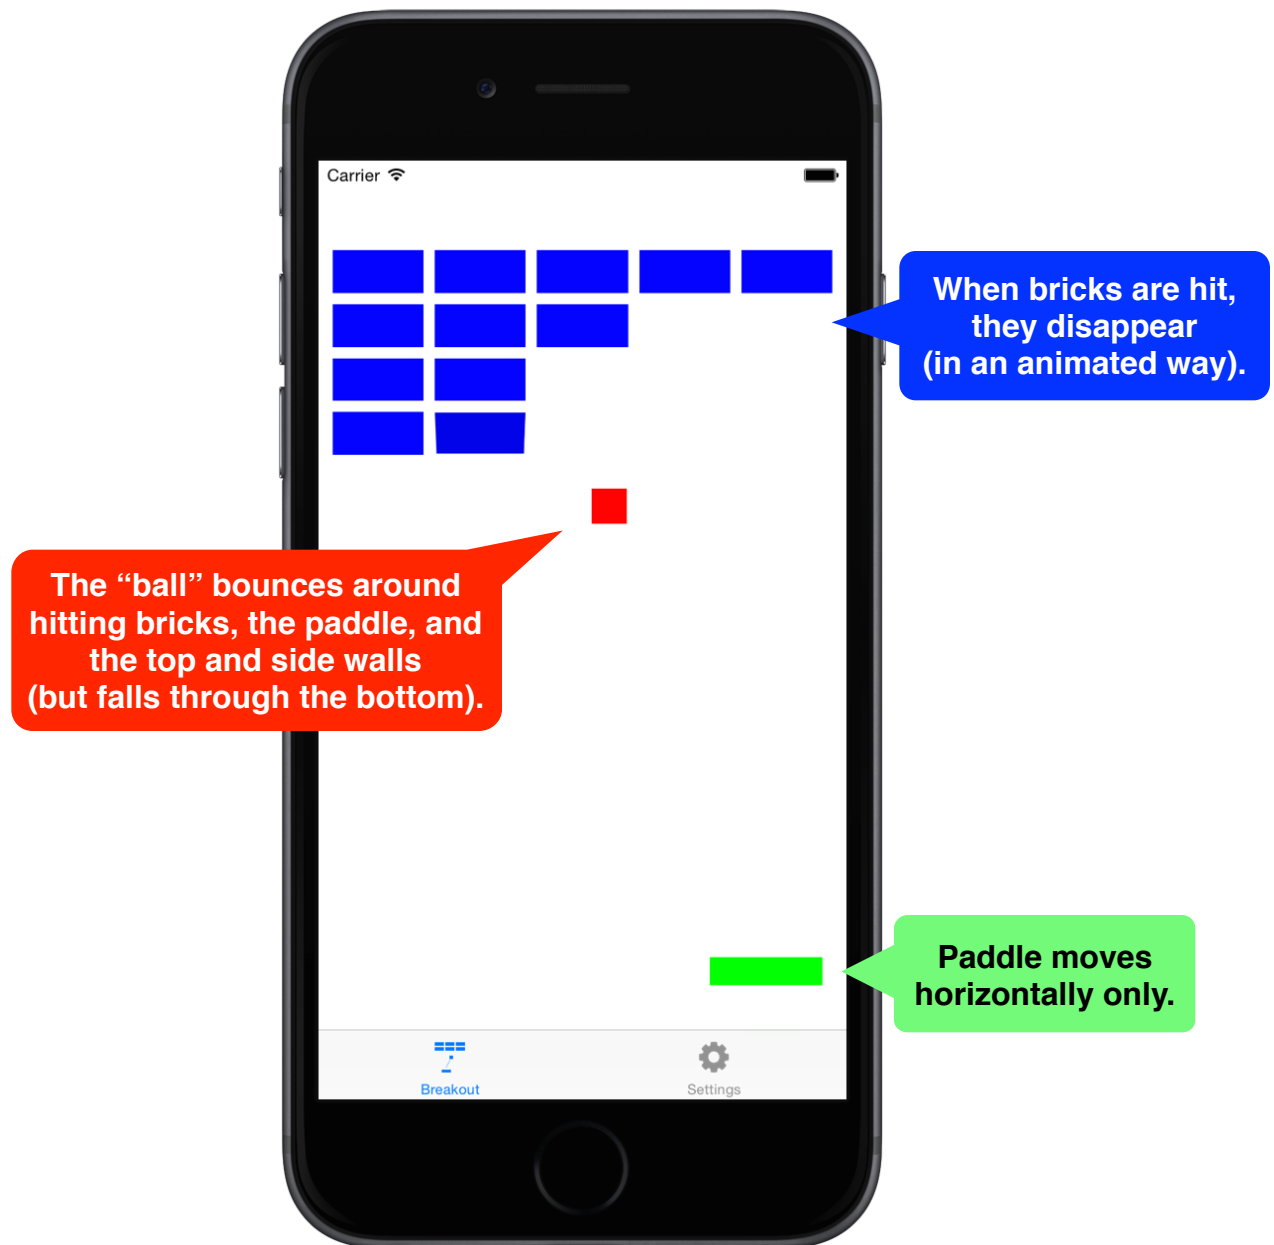 Carrier
When bricks are hit,
they disappear
(in an animated way).
The “ball” bounces around
hitting bricks, the paddle, and
the top and side walls
(but falls through the bottom).
Paddle moves
horizontally only.
Breakout
Settings